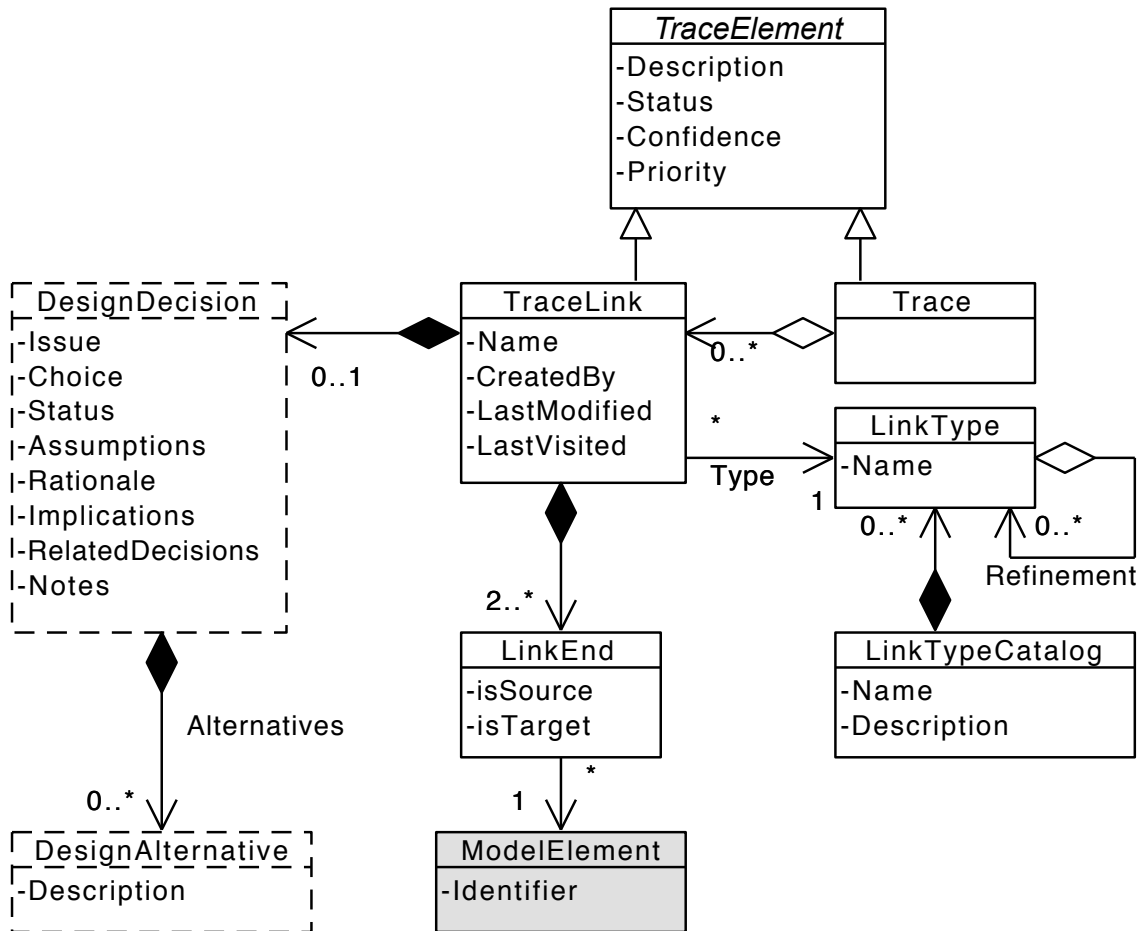 TraceElement
-Description
-Status
-Confidence
-Priority
DesignDecision
-Issue
-Choice
-Status
-Assumptions
-Rationale
-Implications
-RelatedDecisions
-Notes
0..1
TraceLink
-Name
-CreatedBy
-LastModified
-LastVisited
0..*
Trace
*
Type
1
LinkType
-Name
0..*
0..*
Refinement
2..*
LinkEnd
-isSource
-isTarget
LinkTypeCatalog
-Name
-Description
Alternatives
0..*
*
1
DesignAlternative
-Description
ModelElement
-Identifier